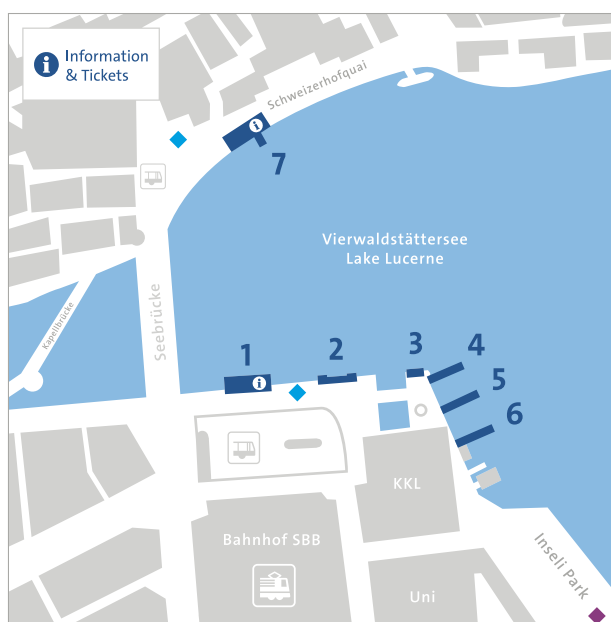 Information
& Tickets
Schweizerhofquai
7
Vierwaldstättersee
Lake Lucerne
Kapellbrücke
Seebrücke
1
2
3
4
5
6
KKL
Bahnhof SBB
Inseli Park
Uni